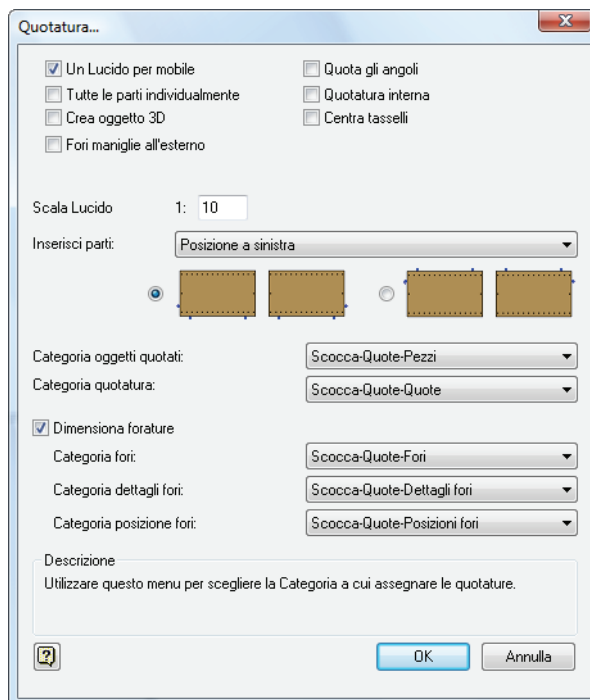 Quotatura...
Un Lucido per mobile
Quota gli angoli
Tutte le parti individualmente
Quotatura interna
Crea oggetto 3D
Centra tasselli
Fori maniglie all'esterno
Scala Lucido 1: 10
Inserisci parti: Posizione a sinistra
Categoria oggetti quotati: Scocca-Quote-Pezzi
Categoria quotatura: Scocca-Quote-Quote
Dimensiona forature
Categoria fori: Scocca-Quote-Fori
Categoria dettagli fori: Scocca-Quote-Dettagli fori
Categoria posizione fori: Scocca-Quote-Posizioni fori
Descrizione
Utilizzare questo menu per scegliere la Categoria a cui assegnare le quotature.
OK Annulla